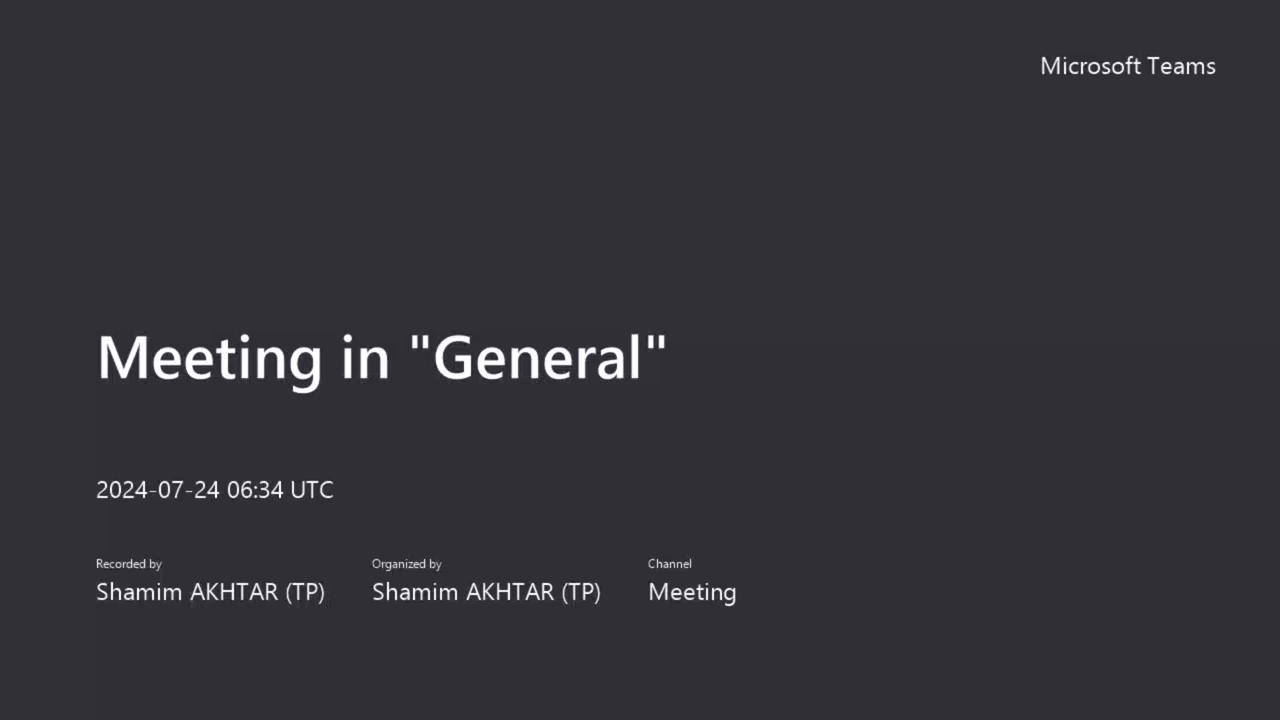 Microsoft Teams
Meeting in "General"
2024-07-24 06:34 UTC
Recorded by
Shamim AKHTAR (TP)
Organized by
Shamim AKHTAR (TP)
Channel
Meeting